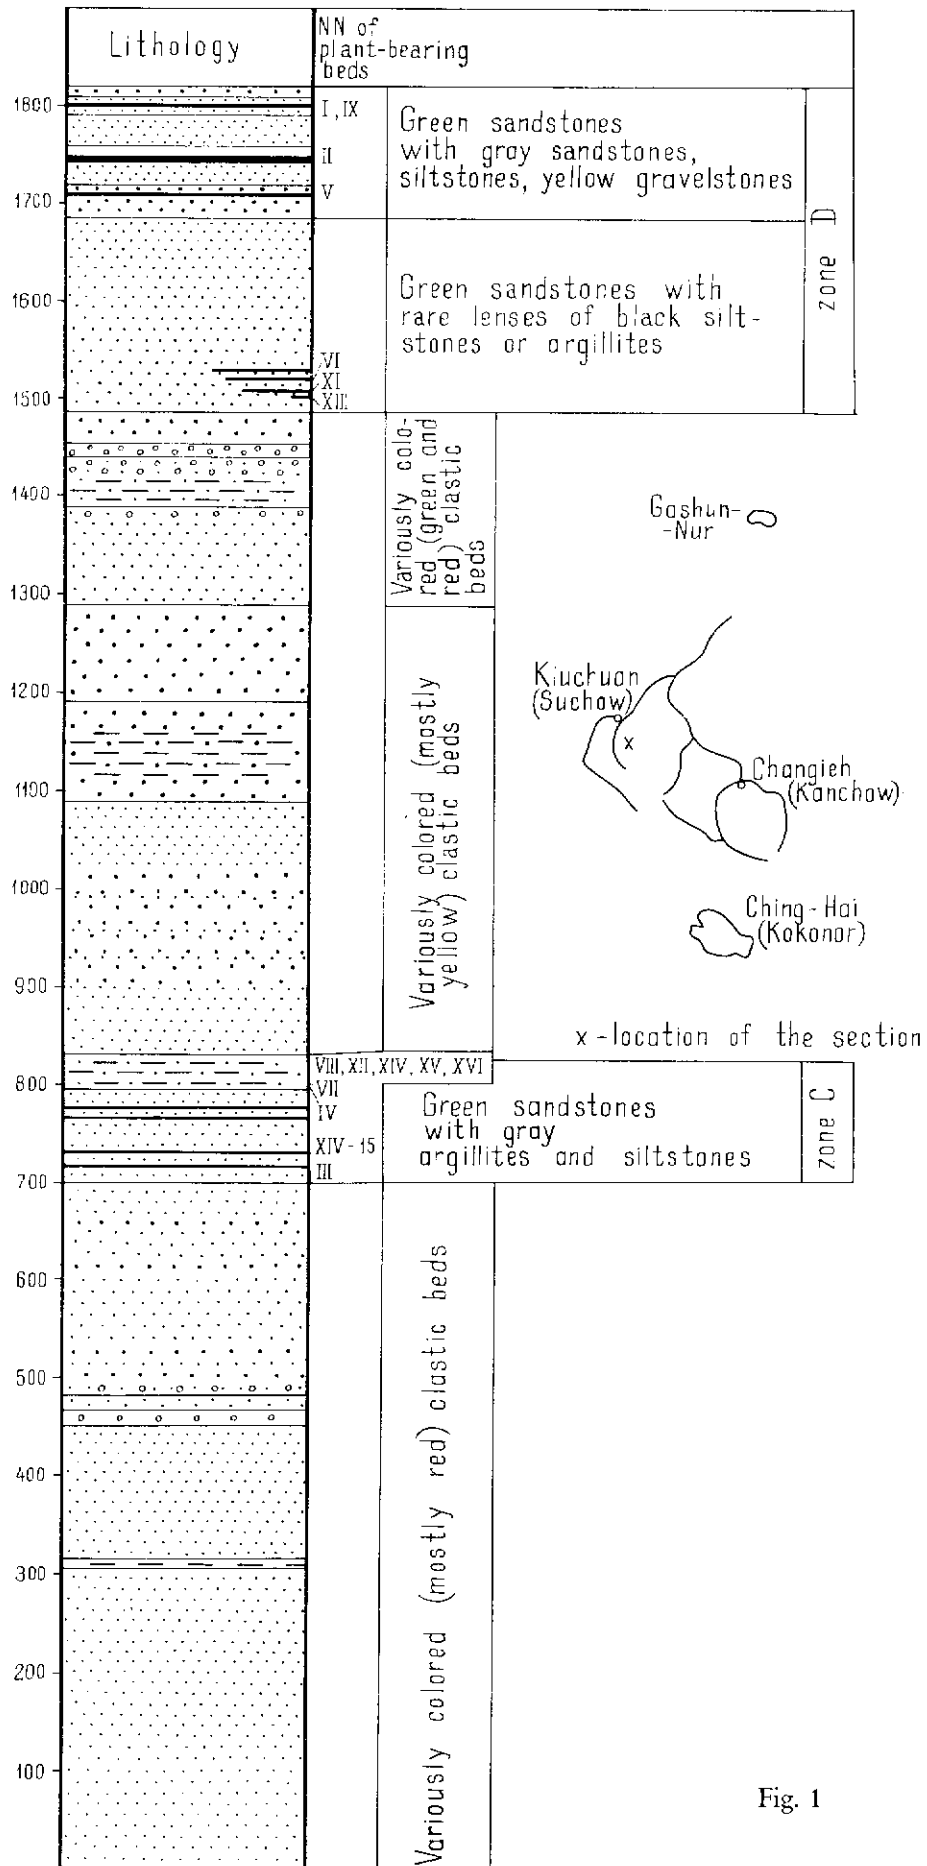 Lithology
NN of
plant-bearing
beds
1800
I, IX
II
V
1700
Green sandstones
with gray sandstones,
siltstones, yellow gravelstones
zone D
1600
Green sandstones with
rare lenses of black silt-
stones or argillites
VI
XI
XIII
1500
1400
1300
Variously colo-
red (green and
red) clastic
beds
Gashun-
-Nur
1200
1100
1000
900
Variously colored (mostly
yellow) clastic beds
Kiuchuan
(Suchow)
x
Changieh
(Kanchow)
Ching-Hai
(Kokonor)
x-location of the section
800
VIII, XII, XIV, XV, XVI
VII
IV
XIV-15
III
700
Green sandstones
with gray
argillites and siltstones
zone C
600
500
400
300
200
100
Variously colored (mostly red) clastic beds
Fig. 1